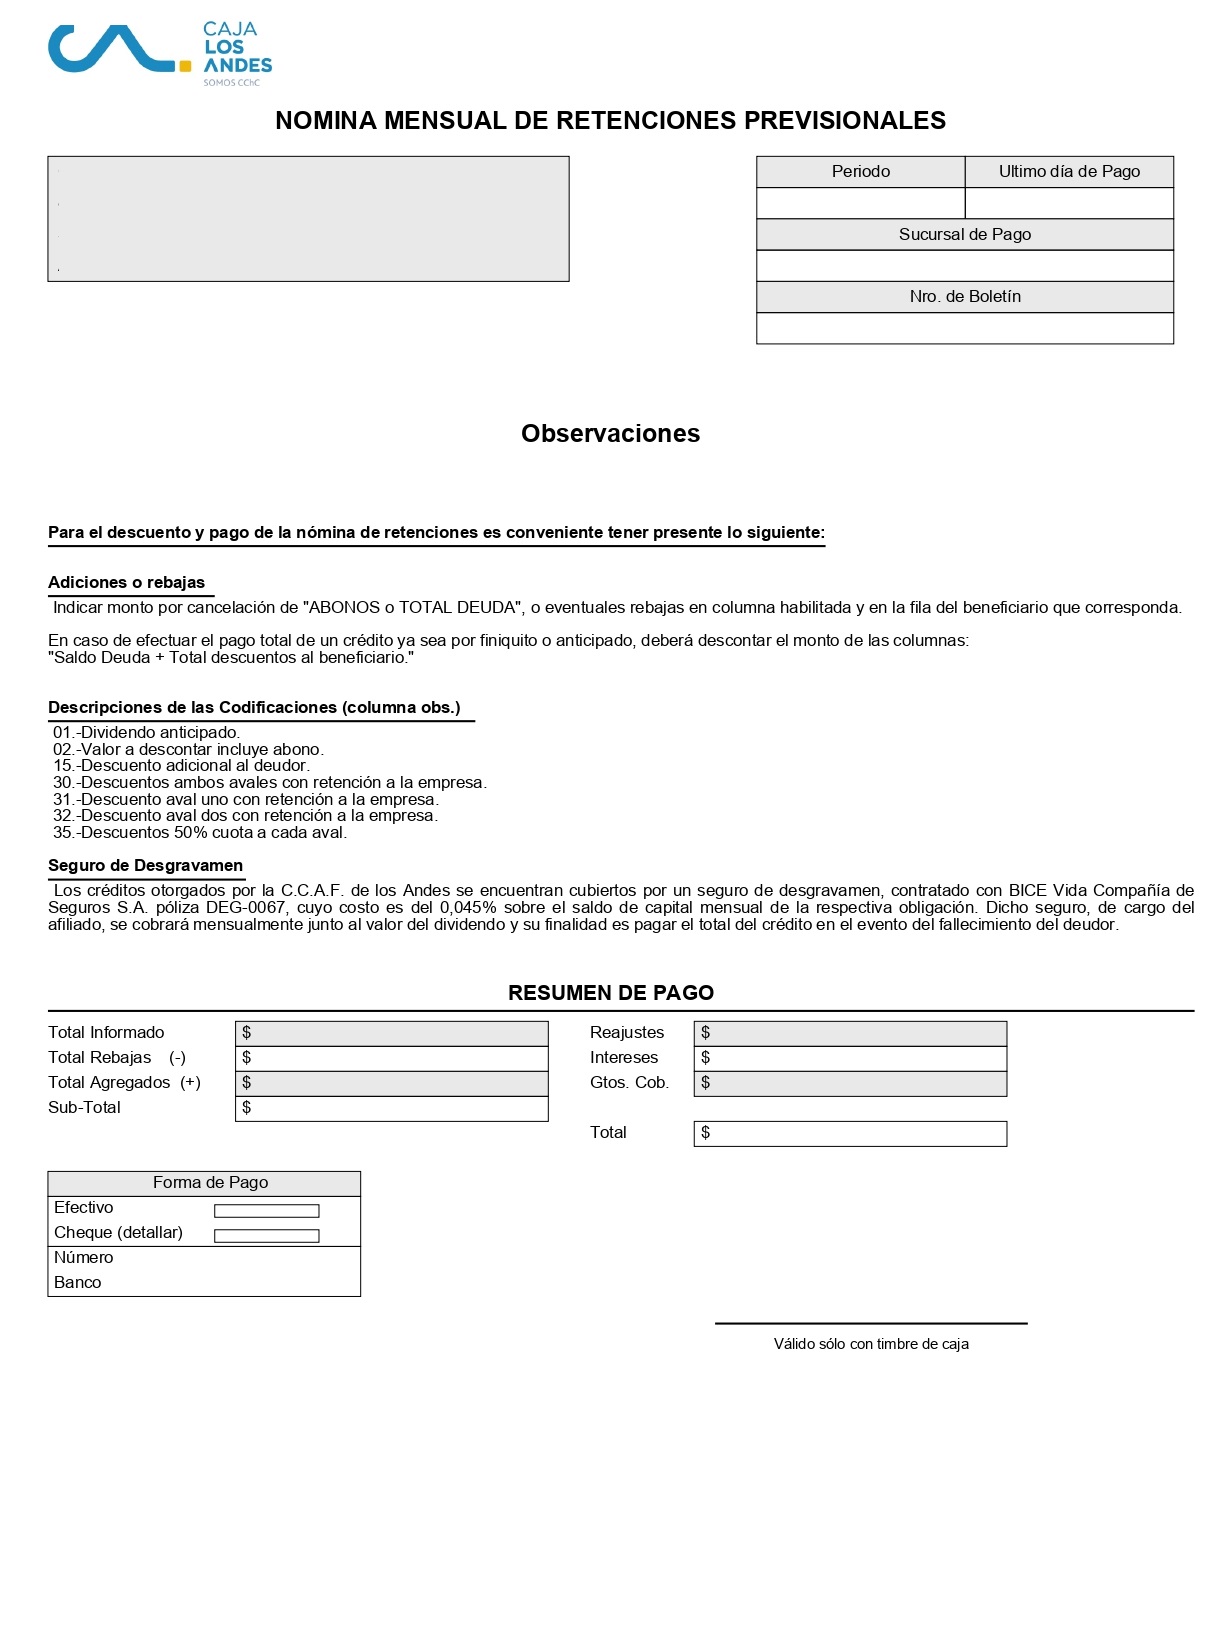 CAJA
LOS
ANDES
SOMOS CChC
NOMINA MENSUAL DE RETENCIONES PREVISIONALES
Periodo Ultimo día de Pago
Sucursal de Pago
Nro. de Boletín
Observaciones
Para el descuento y pago de la nómina de retenciones es conveniente tener presente lo siguiente:
Adiciones o rebajas
Indicar monto por cancelación de "ABONOS o TOTAL DEUDA", o eventuales rebajas en columna habilitada y en la fila del beneficiario que corresponda.
En caso de efectuar el pago total de un crédito ya sea por finiquito o anticipado, deberá descontar el monto de las columnas:
"Saldo Deuda + Total descuentos al beneficiario."
Descripciones de las Codificaciones (columna obs.)
01.-Dividendo anticipado.
02.-Valor a descontar incluye abono.
15.-Descuento adicional al deudor.
30.-Descuentos ambos avales con retención a la empresa.
31.-Descuento aval uno con retención a la empresa.
32.-Descuento aval dos con retención a la empresa.
35.-Descuentos 50% cuota a cada aval.
Seguro de Desgravamen
Los créditos otorgados por la C.C.A.F. de los Andes se encuentran cubiertos por un seguro de desgravamen, contratado con BICE Vida Compañía de
Seguros S.A. póliza DEG-0067, cuyo costo es del 0,045% sobre el saldo de capital mensual de la respectiva obligación. Dicho seguro, de cargo del
afiliado, se cobrará mensualmente junto al valor del dividendo y su finalidad es pagar el total del crédito en el evento del fallecimiento del deudor.
RESUMEN DE PAGO
Total Informado $ Reajustes $
Total Rebajas (-) $ Intereses $
Total Agregados (+) $ Gtos. Cob. $
Sub-Total $
Total $
Forma de Pago
Efectivo
Cheque (detallar)
Número
Banco
Válido sólo con timbre de caja